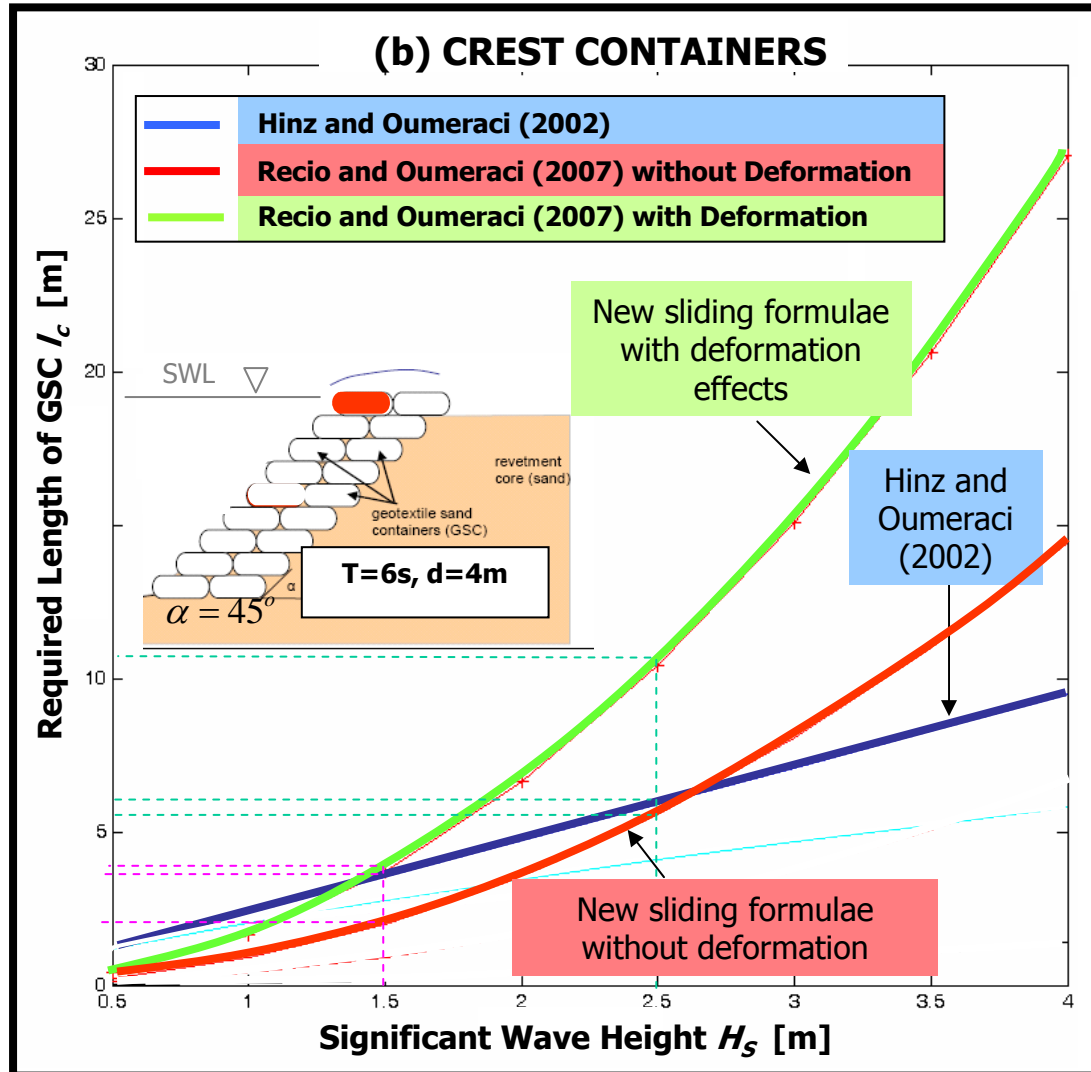 (b) CREST CONTAINERS
30
Hinz and Oumeraci (2002)
Recio and Oumeraci (2007) without Deformation
Recio and Oumeraci (2007) with Deformation
25
20
10
5
0
Required Length of GSC lc [m]
New sliding formulae
with deformation
effects
SWL
revetment
core (sand)
geotextile sand
containers (GSC)
α
T=6s, d=4m
α = 45°
Hinz and
Oumeraci
(2002)
New sliding formulae
without deformation
0.5 1 1.5 2 2.5 3 3.5 4
Significant Wave Height HS [m]